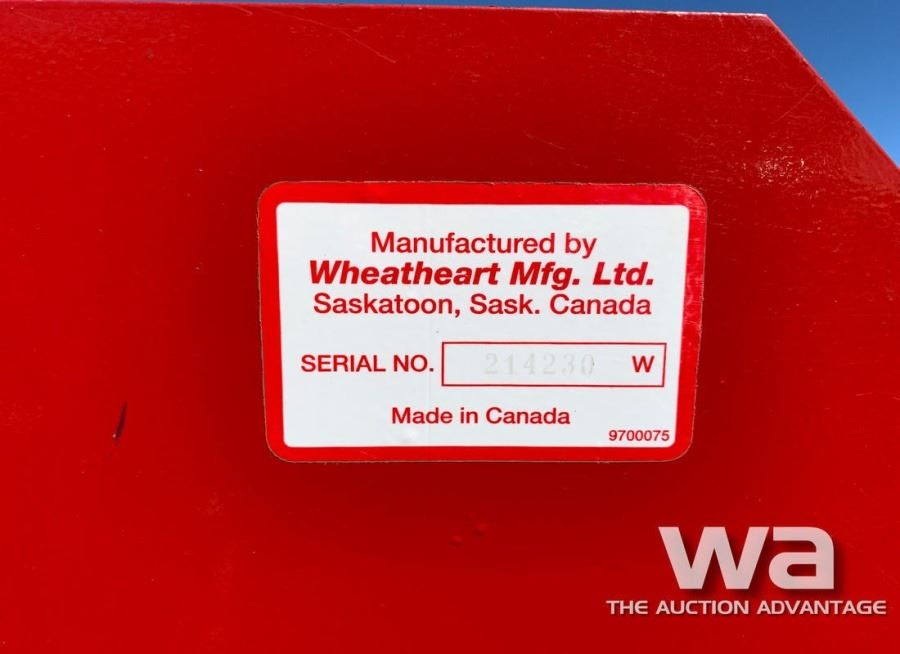 Manufactured by
Wheatheart Mfg. Ltd.
Saskatoon, Sask. Canada
SERIAL NO. 214230 W
Made in Canada
9700075
wa
THE AUCTION ADVANTAGE